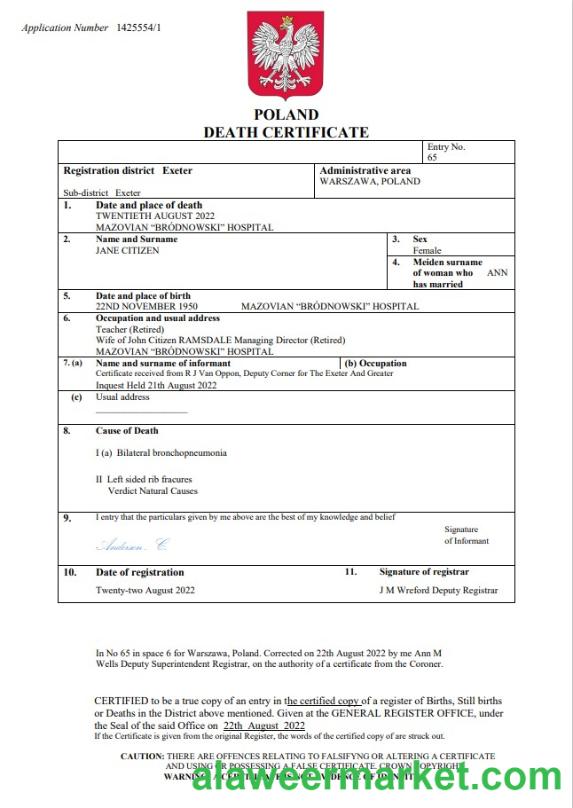 Application Number 1425554/1
POLAND
DEATH CERTIFICATE
Entry No.
65
Registration district Exeter
Administrative area
WARSZAWA, POLAND
Sub-district Exeter
1. Date and place of death
TWENTIETH AUGUST 2022
MAZOVIAN “BRÓDNOWSKI” HOSPITAL
2. Name and Surname
JANE CITIZEN
3. Sex
Female
4. Meiden surname
of woman who ANN
has married
5. Date and place of birth
22ND NOVEMBER 1950 MAZOVIAN “BRÓDNOWSKI” HOSPITAL
6. Occupation and usual address
Teacher (Retired)
Wife of John Citizen RAMSDALE Managing Director (Retired)
MAZOVIAN “BRÓDNOWSKI” HOSPITAL
7. (a) Name and surname of informant (b) Occupation
Certificate received from R J Van Oppon, Deputy Corner for The Exeter And Greater
Inquest Held 21th August 2022
(c) Usual address
8. Cause of Death
I (a) Bilateral bronchopneumonia
II Left sided rib fracures
Verdict Natural Causes
9. I entry that the particulars given by me above are the best of my knowledge and belief
Anderson. C.
Signature
of Informant
10. Date of registration 11. Signature of registrar
Twenty-two August 2022 J M Wreford Deputy Registrar
In No 65 in space 6 for Warszawa, Poland. Corrected on 22th August 2022 by me Ann M
Wells Deputy Superintendent Registrar, on the authority of a certificate from the Coroner.
CERTIFIED to be a true copy of an entry in the certified copy of a register of Births, Still births
or Deaths in the District above mentioned. Given at the GENERAL REGISTER OFFICE, under
the Seal of the said Office on 22th August 2022
If the Certificate is given from the original Register, the words of the certified copy of are struck out.
CAUTION: THERE ARE OFFENCES RELATING TO FALSIFYNG OR ALTERING A CERTIFICATE
AND USING OR POSSESSING A FALSE CERTIFICATE. CROWN COPYRIGHT
WARNING: A CERTIFICATE IS NOT EVIDENCE OF IDENTITY
alaweermarket.com